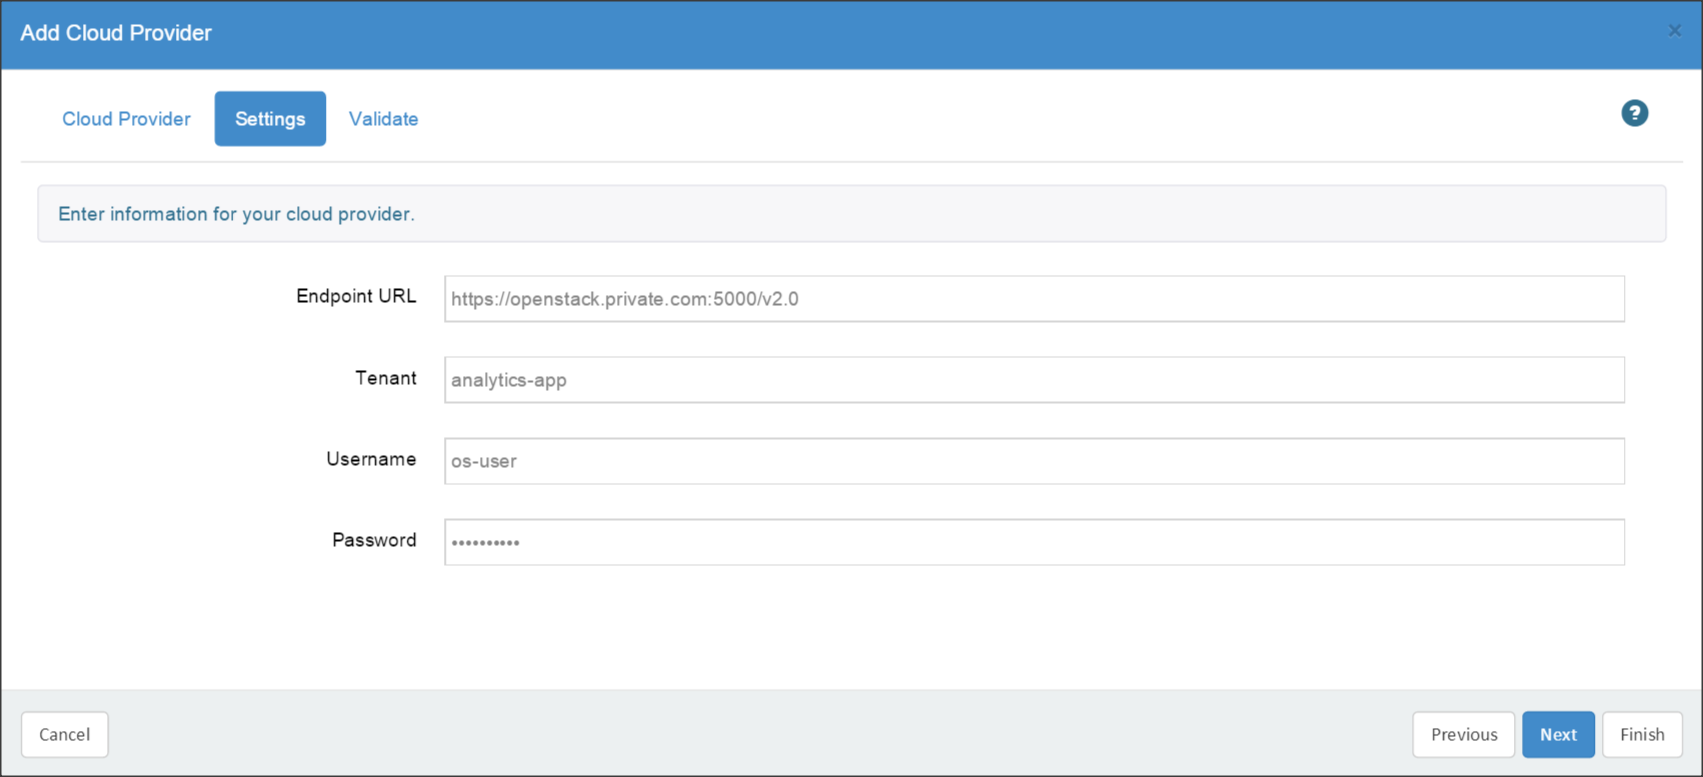 Add Cloud Provider ×
Cloud Provider Settings Validate ?
Enter information for your cloud provider.
Endpoint URL https://openstack.private.com:5000/v2.0
Tenant analytics-app
Username os-user
Password ••••••••••
Cancel Previous Next Finish